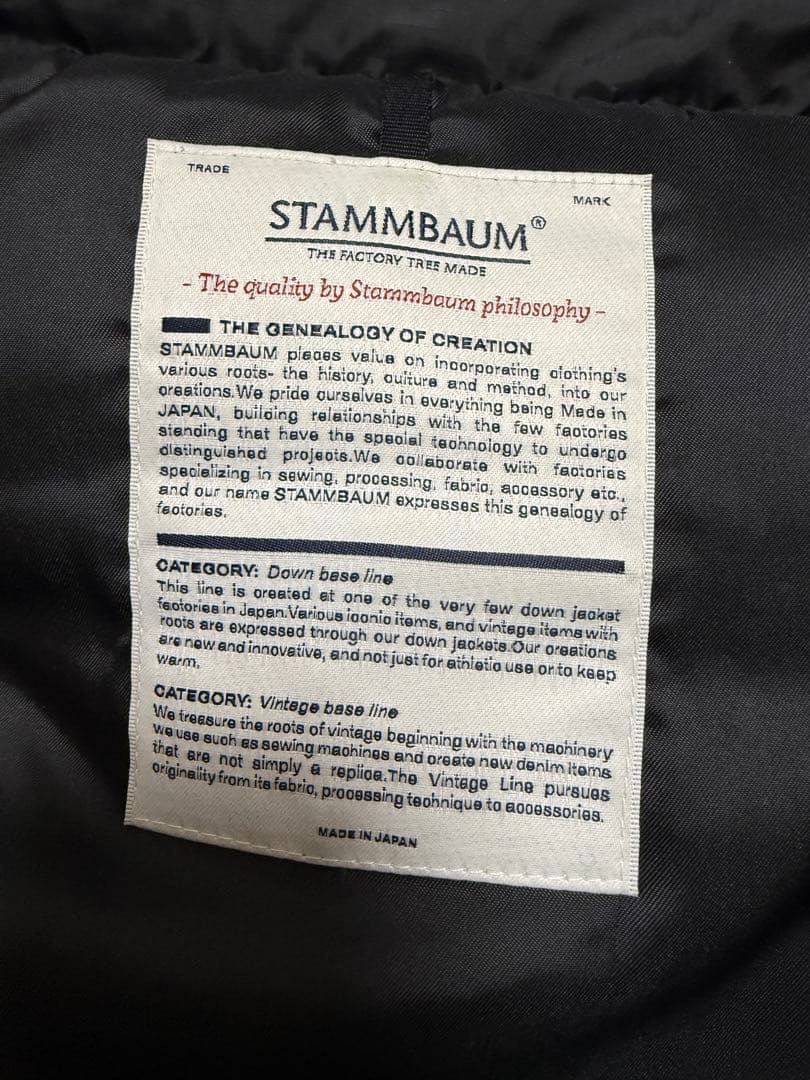 TRADE
MARK
STAMMBAUM®
THE FACTORY TREE MADE
- The quality by Stammbaum philosophy -
THE GENEALOGY OF CREATION
STAMMBAUM places value on incorporating clothing's
various roots- the history, culture and method, into our
creations.We pride ourselves in everything being Made in
JAPAN, building relationships with the few factories
standing that have the special technology to undergo
distinguished projects.We collaborate with factories
specializing in sewing, processing, fabric, accessory etc.,
and our name STAMMBAUM expresses this genealogy of
factories.
CATEGORY: Down base line
This line is created at one of the very few down jacket
factories in Japan.Various iconic items, and vintage items with
roots are expressed through our down jackets.Our creations
are new and innovative, and not just for athletic use or to keep
warm.
CATEGORY: Vintage base line
We treasure the roots of vintage beginning with the machinery
we use such as sewing machines and create new denim items
that are not simply a replica.The Vintage Line pursues
originality from its fabric, processing technique to accessories.
MADE IN JAPAN